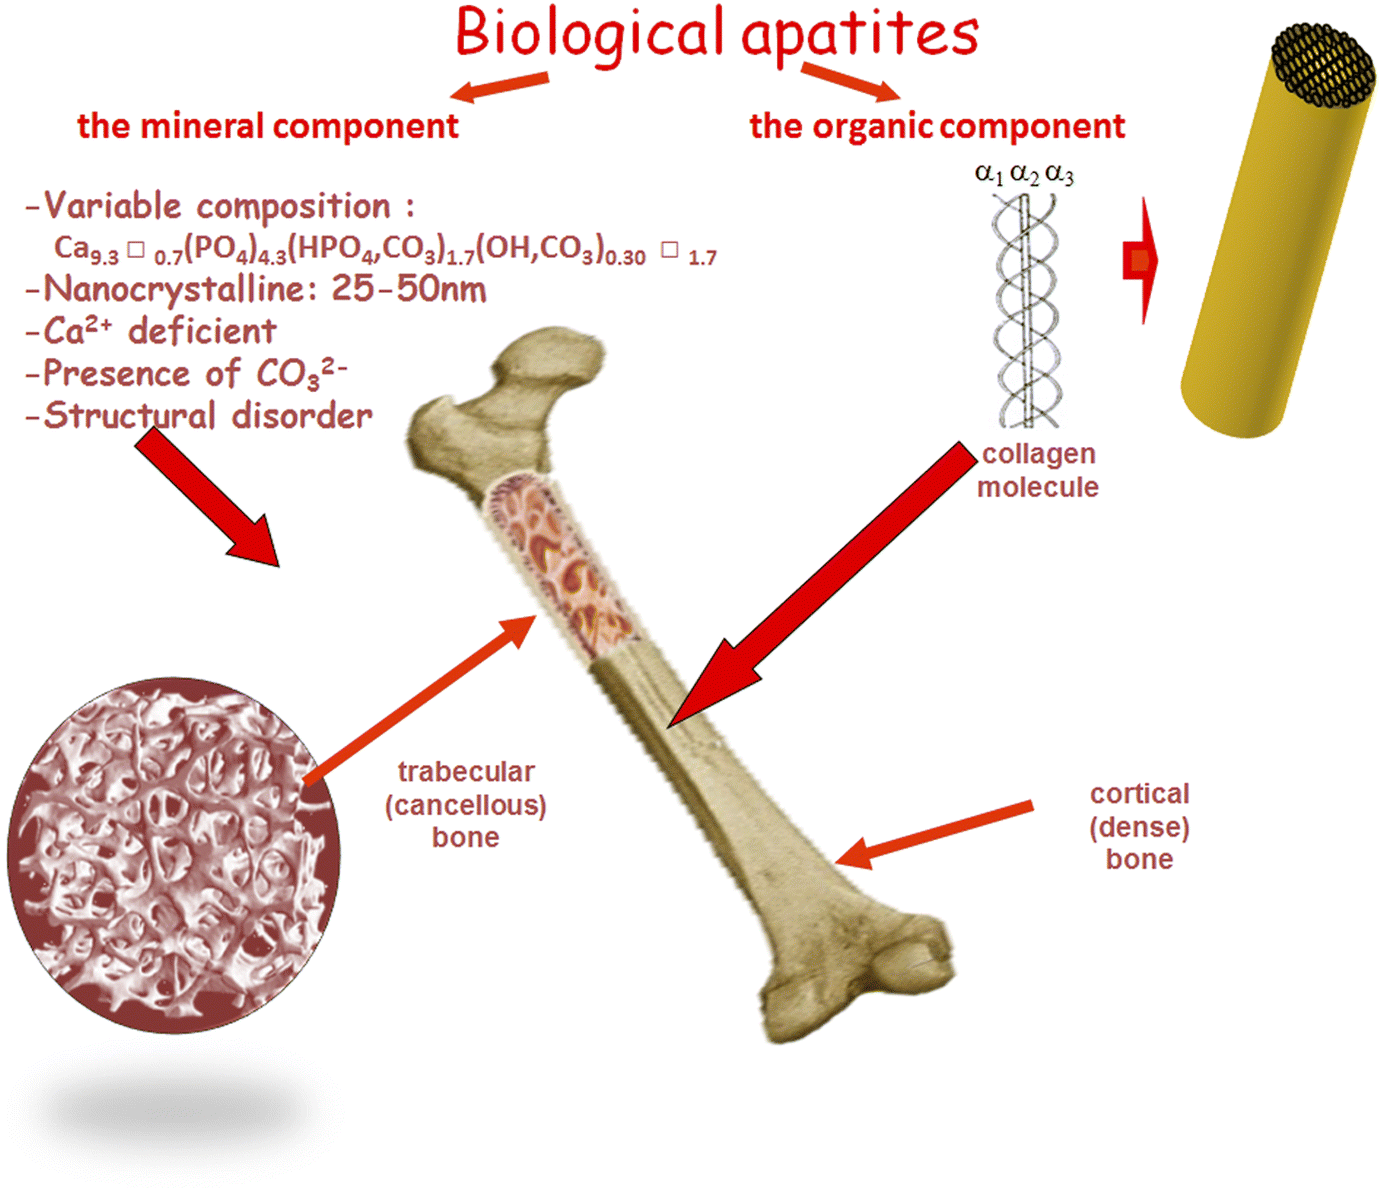 Biological apatites
the mineral component
the organic component
-Variable composition :
Ca9.3 □ 0.7(PO4)4.3(HPO4,CO3)1.7(OH,CO3)0.30 □ 1.7
-Nanocrystalline: 25-50nm
-Ca2+ deficient
-Presence of CO32-
-Structural disorder
α1 α2 α3
collagen
molecule
trabecular
(cancellous)
bone
cortical
(dense)
bone